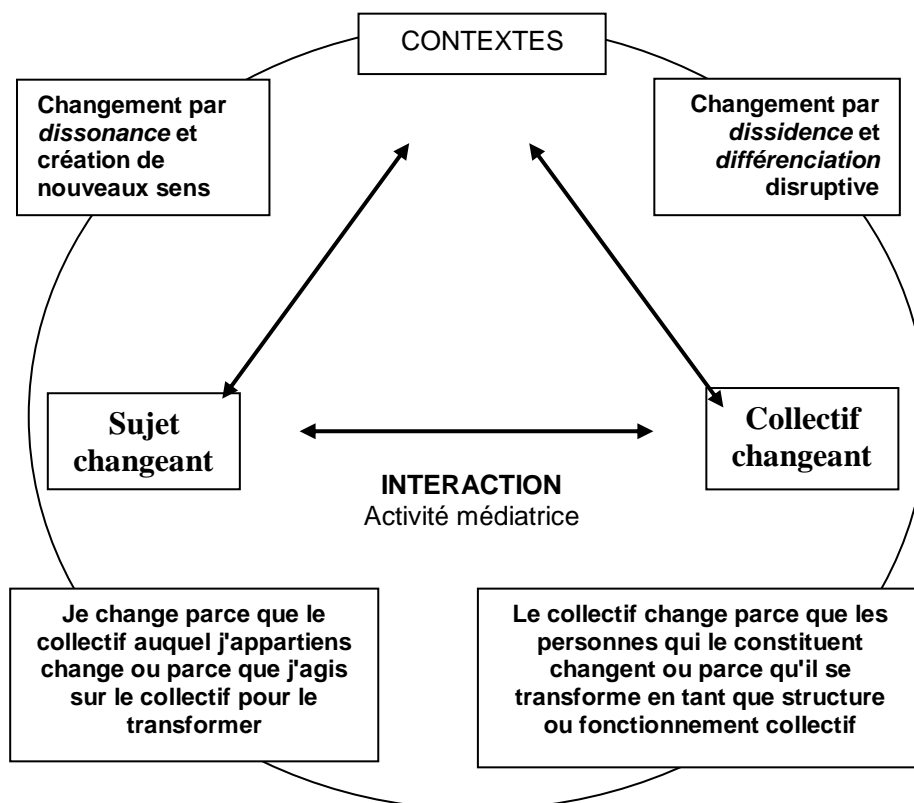 CONTEXTES
Changement par
dissonance et
création de
nouveaux sens
Changement par
dissidence et
différenciation
disruptive
Sujet
changeant
Collectif
changeant
INTERACTION
Activité médiatrice
Je change parce que le
collectif auquel j'appartiens
change ou parce que j'agis
sur le collectif pour le
transformer
Le collectif change parce que les
personnes qui le constituent
changent ou parce qu'il se
transforme en tant que structure
ou fonctionnement collectif